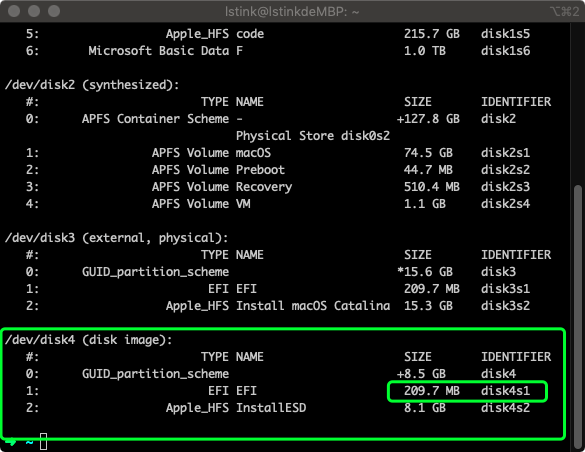 lstink@lstinkdeMBP: ~
⌥⌘2
5: Apple_HFS code 215.7 GB disk1s5
6: Microsoft Basic Data F 1.0 TB disk1s6
/dev/disk2 (synthesized):
#: TYPE NAME SIZE IDENTIFIER
0: APFS Container Scheme - +127.8 GB disk2
Physical Store disk0s2
1: APFS Volume macOS 74.5 GB disk2s1
2: APFS Volume Preboot 44.7 MB disk2s2
3: APFS Volume Recovery 510.4 MB disk2s3
4: APFS Volume VM 1.1 GB disk2s4
/dev/disk3 (external, physical):
#: TYPE NAME SIZE IDENTIFIER
0: GUID_partition_scheme *15.6 GB disk3
1: EFI EFI 209.7 MB disk3s1
2: Apple_HFS Install macOS Catalina 15.3 GB disk3s2
/dev/disk4 (disk image):
#: TYPE NAME SIZE IDENTIFIER
0: GUID_partition_scheme +8.5 GB disk4
1: EFI EFI 209.7 MB disk4s1
2: Apple_HFS InstallESD 8.1 GB disk4s2
➜ ~